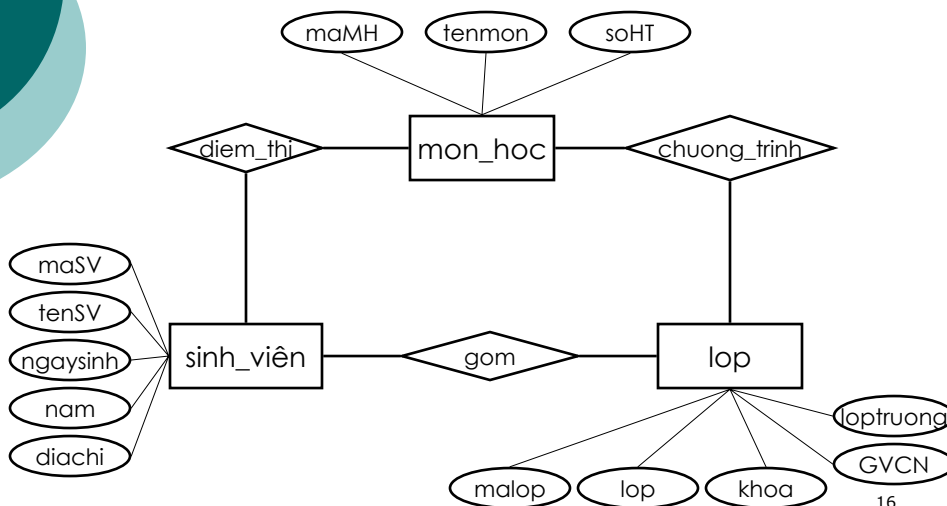 maMH
tenmon
soHT
diem_thi
mon_hoc
chuong_trinh
maSV
tenSV
ngaysinh
nam
diachi
sinh_viên
gom
lop
loptruong
GVCN
malop
lop
khoa
16